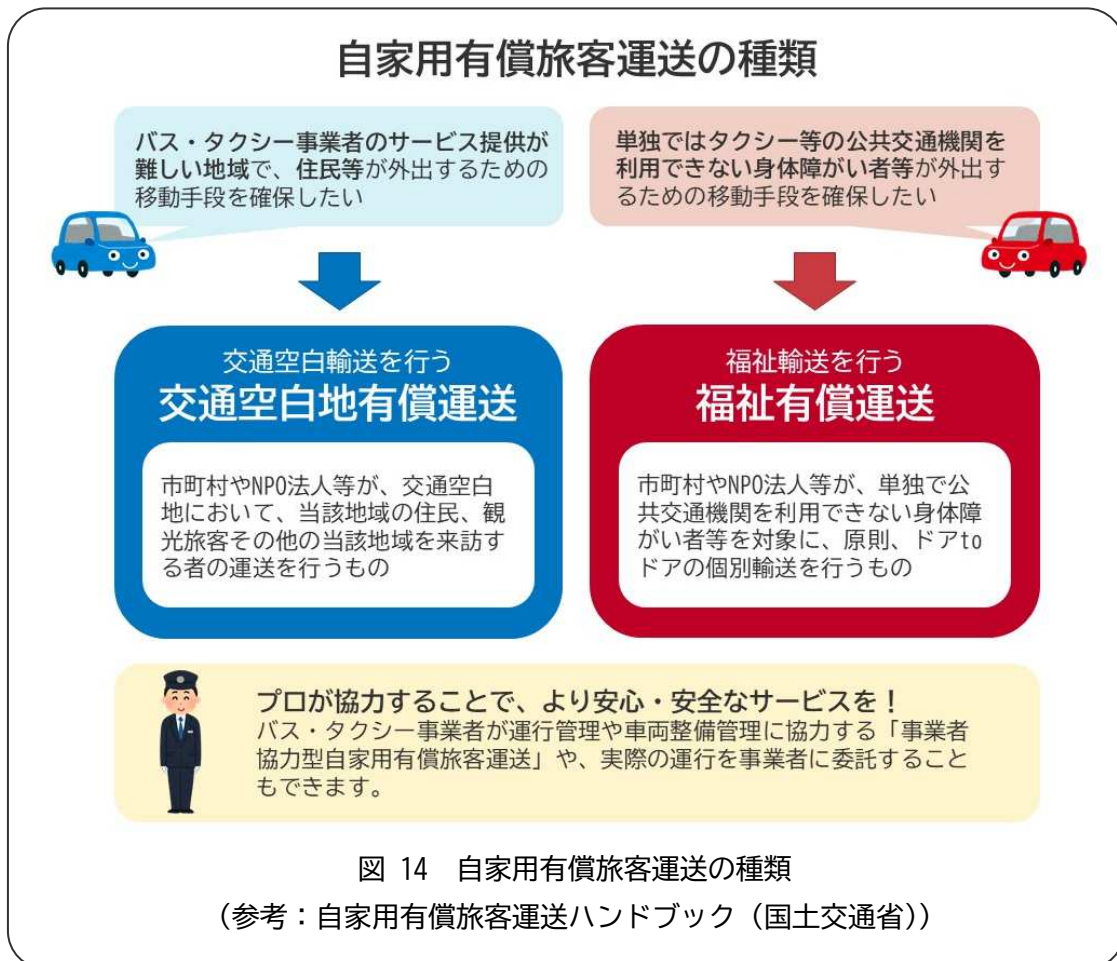 自家用有償旅客運送の種類
バス・タクシー事業者のサービス提供が
難しい地域で、住民等が外出するための
移動手段を確保したい
単独ではタクシー等の公共交通機関を
利用できない身体障がい者等が外出す
るための移動手段を確保したい
交通空白輸送を行う
交通空白地有償運送
市町村やNPO法人等が、交通空白
地において、当該地域の住民、観
光旅客その他の当該地域を来訪す
る者の運送を行うもの
福祉輸送を行う
福祉有償運送
市町村やNPO法人等が、単独で公
共交通機関を利用できない身体障
がい者等を対象に、原則、ドアto
ドアの個別輸送を行うもの
プロが協力することで、より安心・安全なサービスを！
バス・タクシー事業者が運行管理や車両整備管理に協力する「事業者
協力型自家用有償旅客運送」や、実際の運行を事業者に委託すること
もできます。
図 14　自家用有償旅客運送の種類
（参考：自家用有償旅客運送ハンドブック（国土交通省））